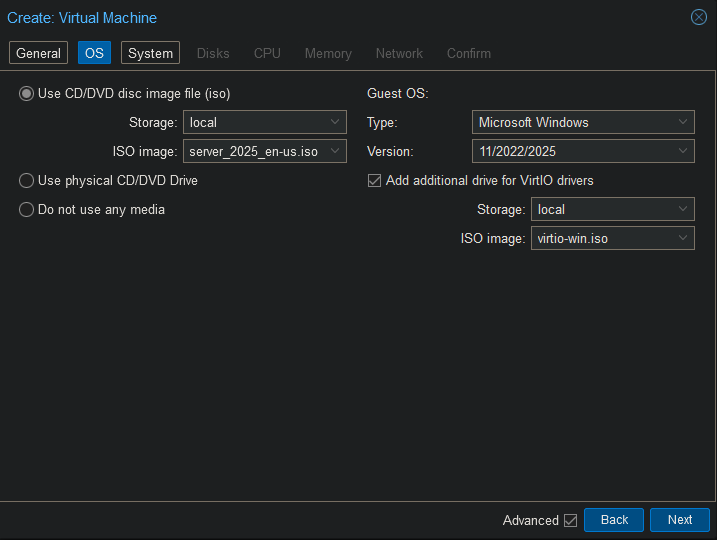 Create: Virtual Machine
General OS System Disks CPU Memory Network Confirm
Use CD/DVD disc image file (iso)
Storage: local
ISO image: server_2025_en-us.iso
Use physical CD/DVD Drive
Do not use any media
Guest OS:
Type: Microsoft Windows
Version: 11/2022/2025
Add additional drive for VirtIO drivers
Storage: local
ISO image: virtio-win.iso
Advanced Back Next